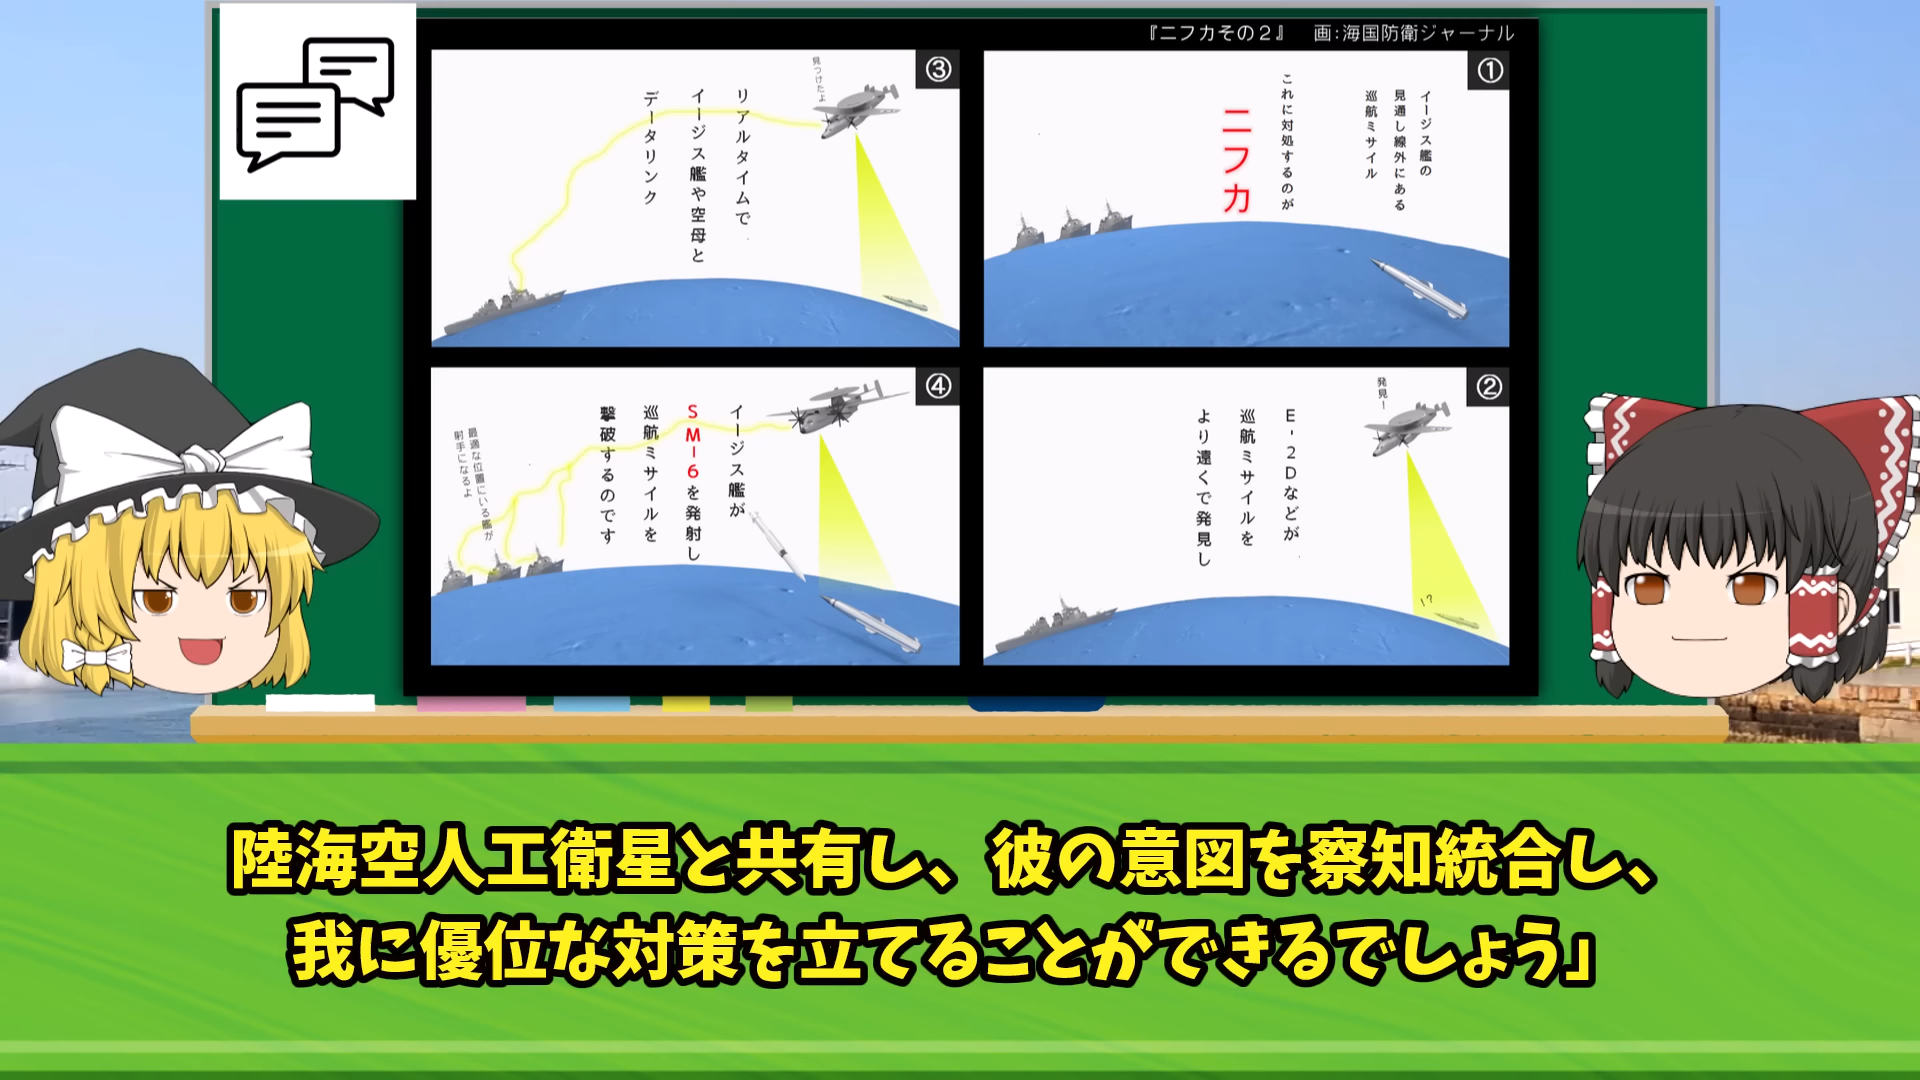 『ニフカその2』　画:海国防衛ジャーナル
①
イージス艦の
見通し線外にある
巡航ミサイル
これに対処するのが
ニフカ
②
発見！
E-2Dなどが
巡航ミサイルを
より遠くで発見し
!?
③
見つけたよ
リアルタイムで
イージス艦や空母と
データリンク
④
イージス艦が
SM-6を発射し
巡航ミサイルを
撃破するのです
最適な位置にいる艦が
射手になるよ
陸海空人工衛星と共有し、彼の意図を察知統合し、
我に優位な対策を立てることができるでしょう」